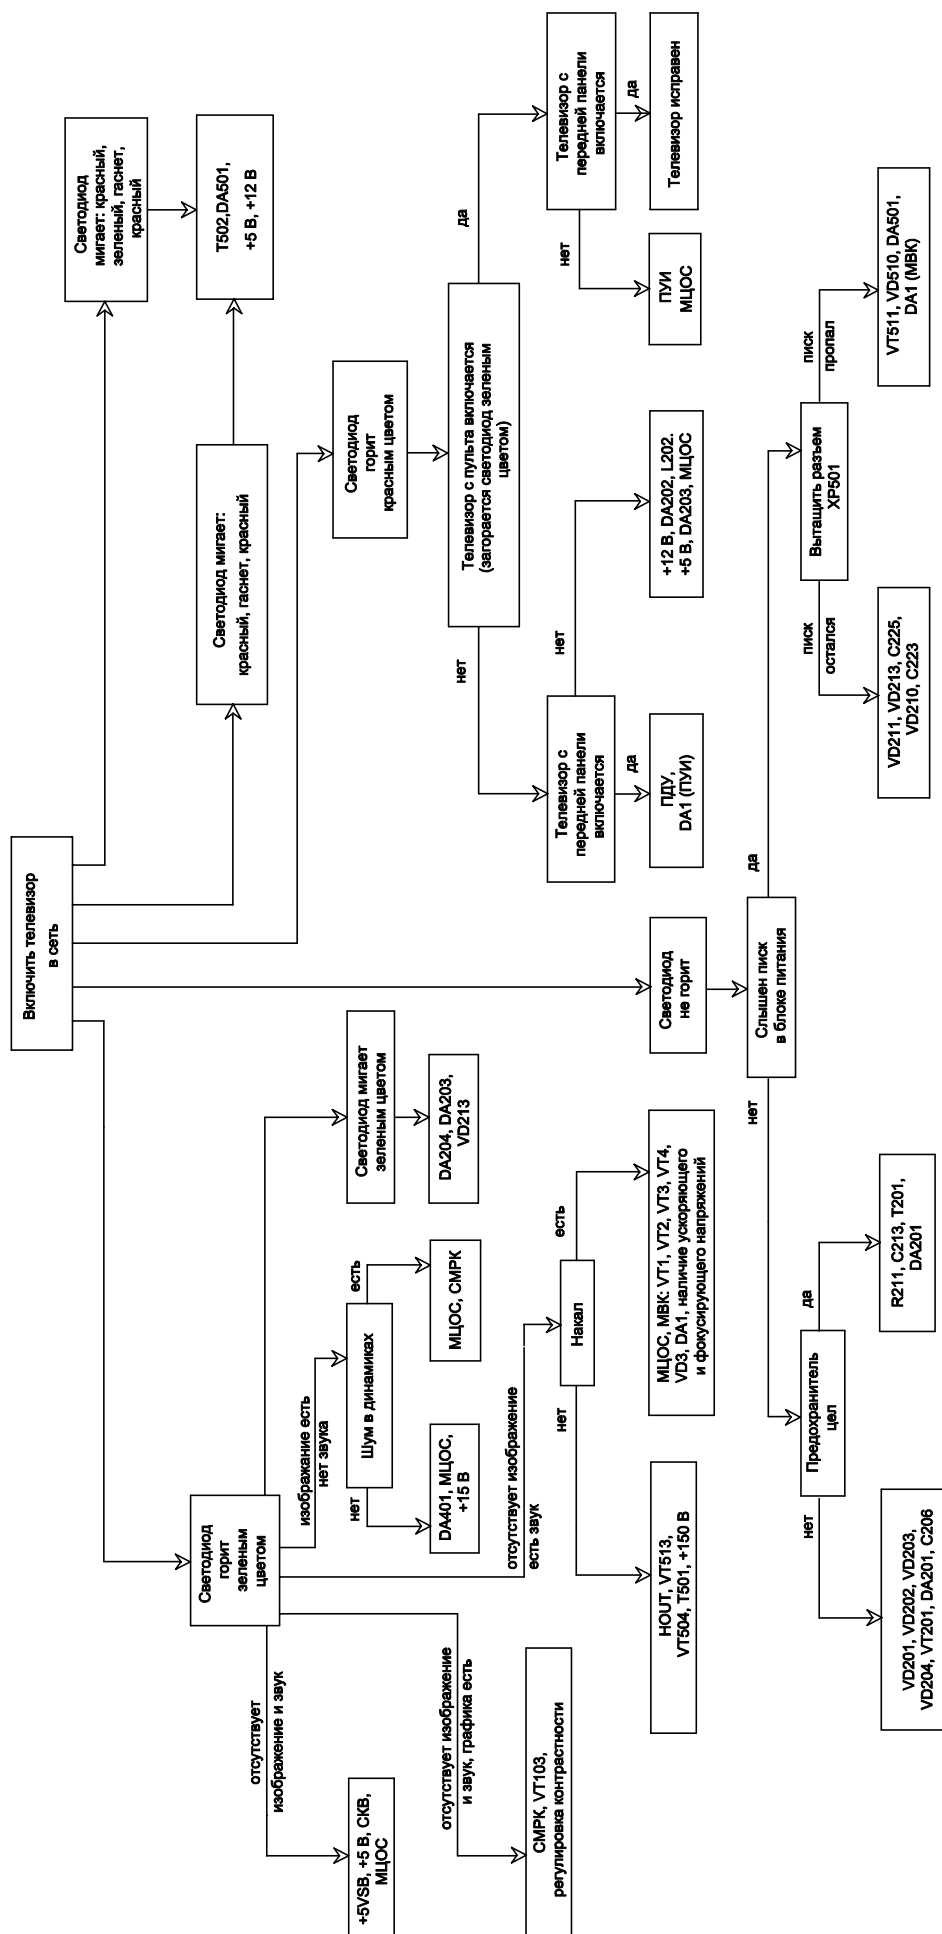 Включить телевизор
в сеть
Светодиод
горит
зеленым
цветом
отсутствует
изображение и звук
+5VSB, +5 В, СКВ,
МЦОС
отсутствует изображение
и звук, графика есть
СМРК, VT103,
регулировка контрастности
отсутствует изображение
есть звук
Накал
нет
HOUT, VT513,
VT504, T501, +150 В
есть
МЦОС, МВК: VT1, VT2, VT3, VT4,
VD3, DA1, наличие ускоряющего
и фокусирующего напряжений
изображание есть
нет звука
Шум в динамиках
нет
DA401, МЦОС,
+15 В
есть
МЦОС, СМРК
Светодиод мигает
зеленым цветом
DA204, DA203,
VD213
Светодиод
не горит
Слышен писк
в блоке питания
нет
Предохранитель
цел
нет
VD201, VD202, VD203,
VD204, VT201, DA201, C206
да
R211, C213, T201,
DA201
да
Вытащить разъем
XP501
писк
остался
VD211, VD213, C225,
VD210, C223
писк
пропал
VT511, VD510, DA501,
DA1 (МВК)
Светодиод
горит
красным цветом
Телевизор с пульта включается
(загорается светодиод зеленым
цветом)
нет
Телевизор с
передней панели
включается
да
ПДУ,
DA1 (ПУИ)
нет
+12 В, DA202, L202.
+5 В, DA203, МЦОС
да
Телевизор с
передней панели
включается
нет
ПУИ
МЦОС
да
Телевизор исправен
Светодиод мигает:
красный, гаснет, красный
Светодиод
мигает: красный,
зеленый, гаснет,
красный
T502,DA501,
+5 В, +12 В